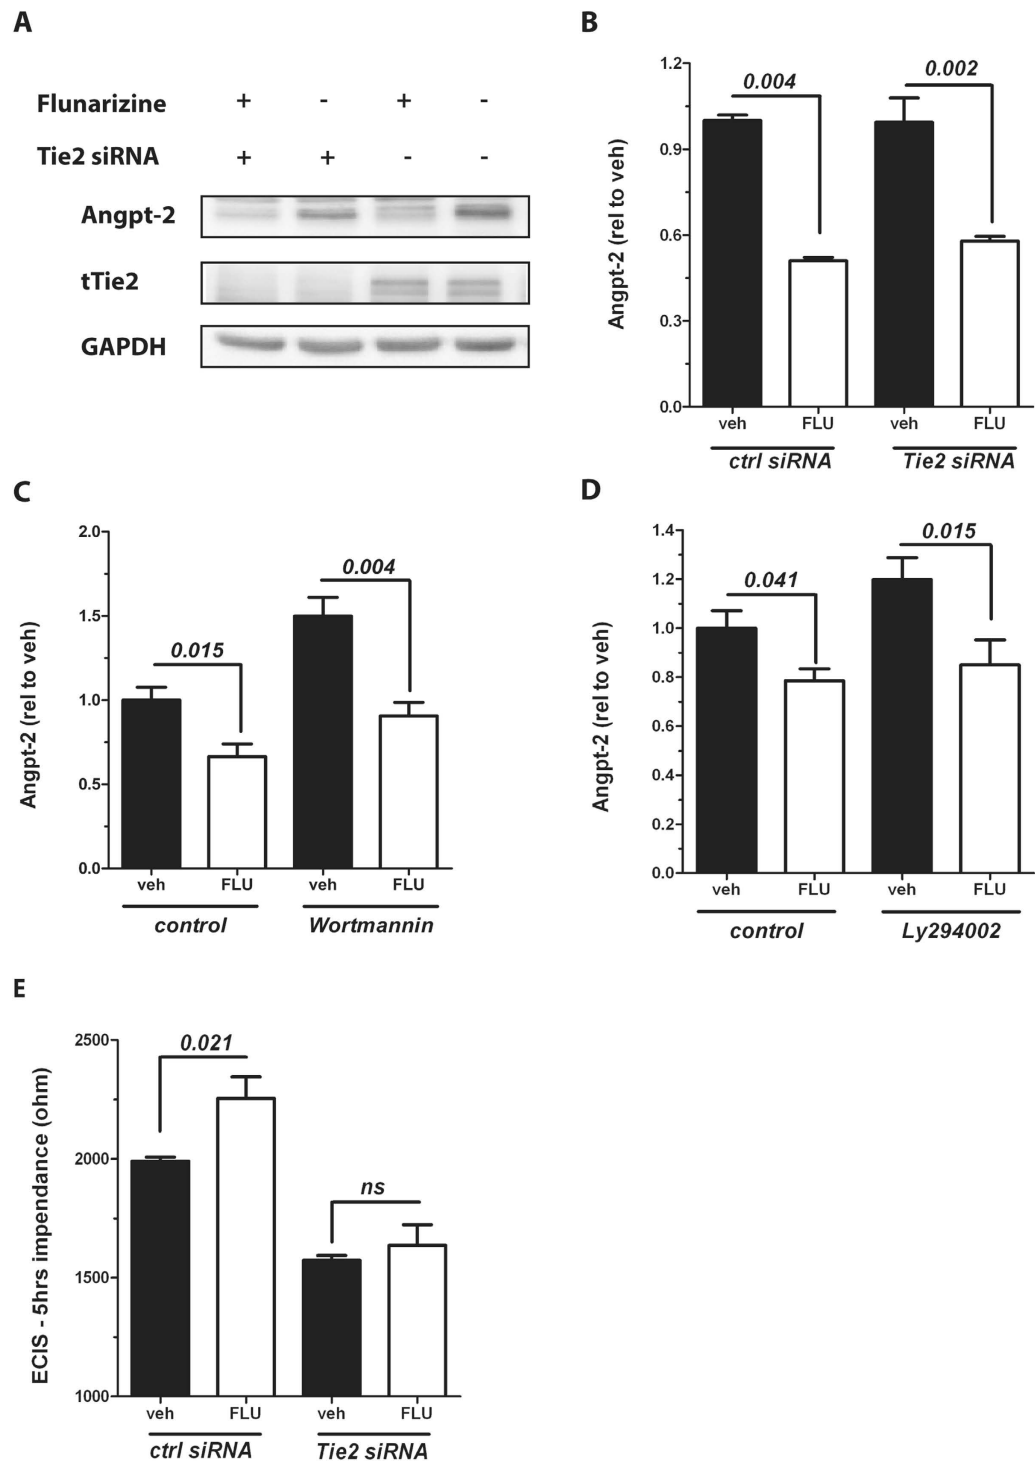 A
Flunarizine + - + -
Tie2 siRNA + + - -
Angpt-2
tTie2
GAPDH
B
Angpt-2 (rel to veh)
1.2
0.9
0.6
0.3
0.0
0.004
0.002
veh FLU veh FLU
ctrl siRNA Tie2 siRNA
C
Angpt-2 (rel to veh)
2.0
1.5
1.0
0.5
0.0
0.015
0.004
veh FLU veh FLU
control Wortmannin
D
Angpt-2 (rel to veh)
1.4
1.2
1.0
0.8
0.6
0.4
0.2
0.0
0.041
0.015
veh FLU veh FLU
control Ly294002
E
ECIS - 5hrs impendance (ohm)
2500
2000
1500
1000
0.021
ns
veh FLU veh FLU
ctrl siRNA Tie2 siRNA